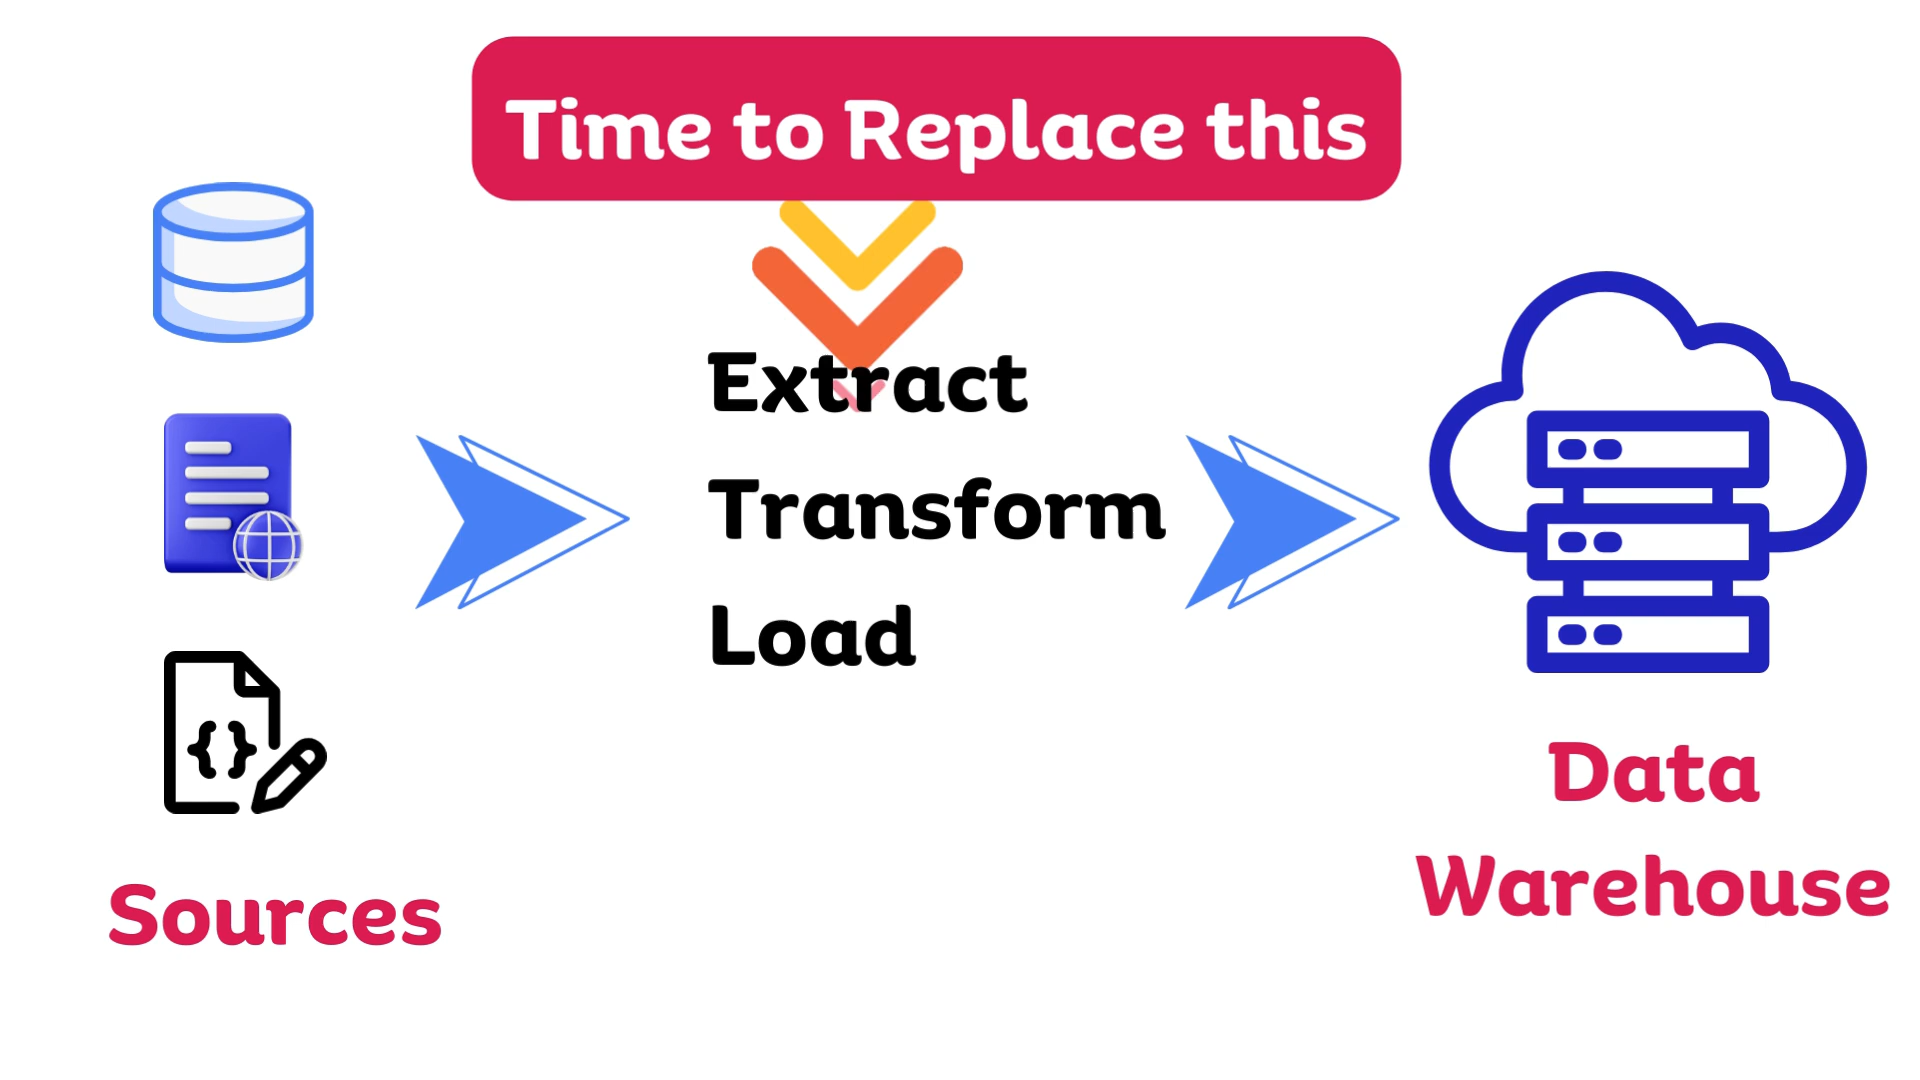 Time to Replace this
Extract
Transform
Load
{}
Sources
Data
Warehouse